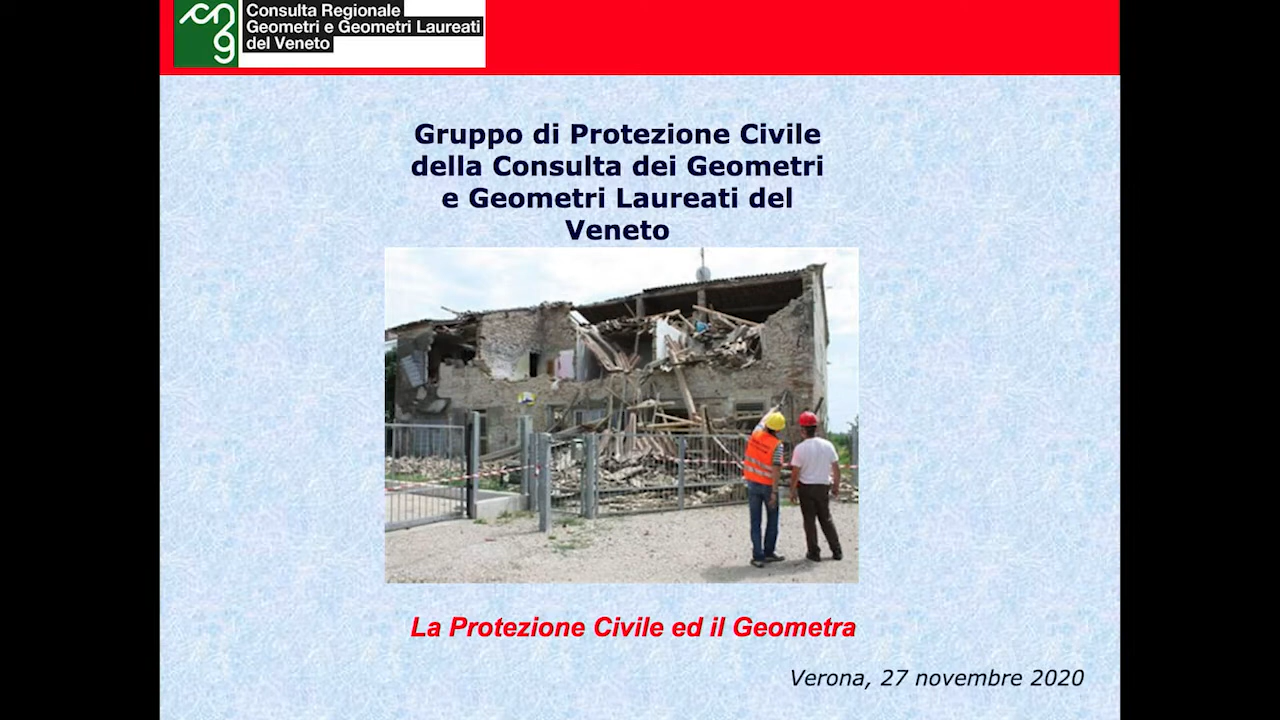 Consulta Regionale
Geometri e Geometri Laureati
del Veneto
Gruppo di Protezione Civile
della Consulta dei Geometri
e Geometri Laureati del
Veneto
La Protezione Civile ed il Geometra
Verona, 27 novembre 2020